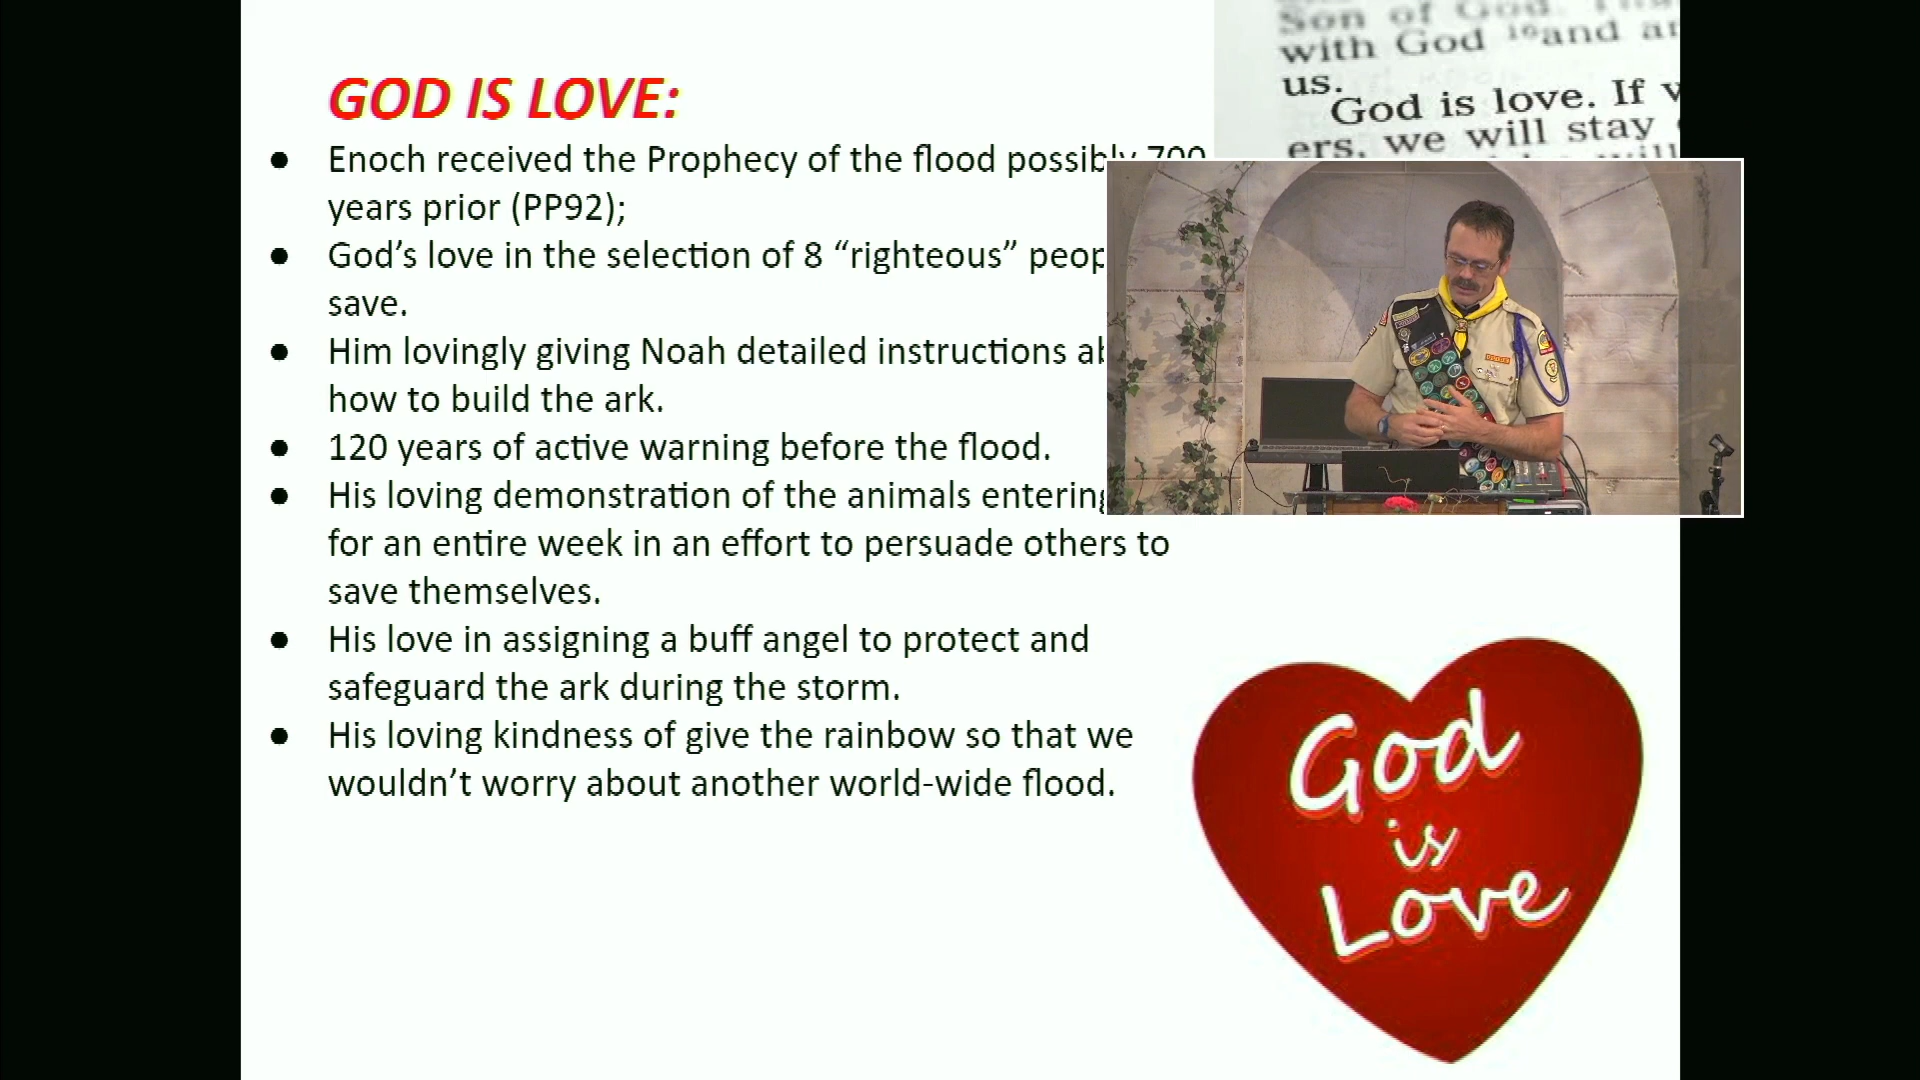 Son of God.
with God 16and
us.
God is love. If
ers, we will stay
GOD IS LOVE:
Enoch received the Prophecy of the flood possibly 700
years prior (PP92);
God’s love in the selection of 8 “righteous”
save.
Him lovingly giving Noah detailed instructions
how to build the ark.
120 years of active warning before the flood.
His loving demonstration of the animals entering
for an entire week in an effort to persuade others to
save themselves.
His love in assigning a buff angel to protect and
safeguard the ark during the storm.
His loving kindness of give the rainbow so that we
wouldn’t worry about another world-wide flood.
God
is
Love